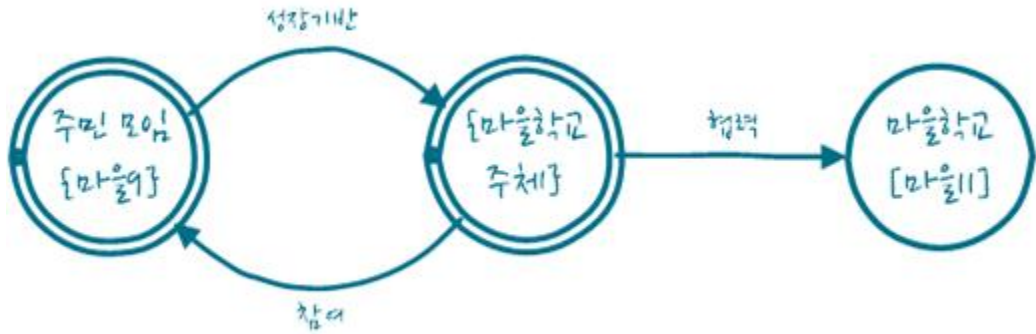 성장기반
주민 모임
{마을9}
{마을학교
주체}
협력
마을학교
[마을11]
참여